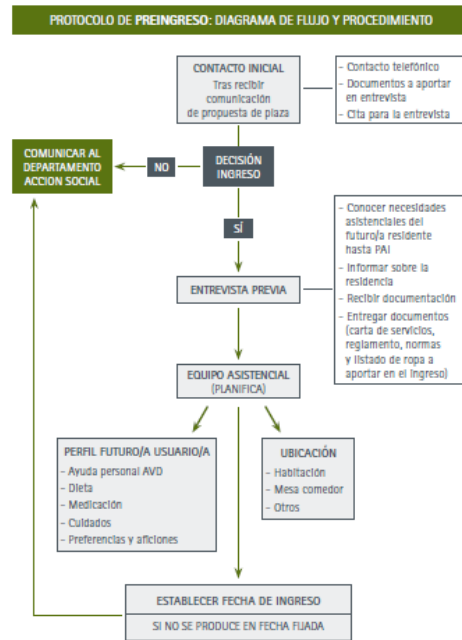 PROTOCOLO DE PREINGRESO: DIAGRAMA DE FLUJO Y PROCEDIMIENTO
CONTACTO INICIAL
Tras recibir
comunicación
de propuesta de plaza
– Contacto telefónico
– Documentos a aportar
en entrevista
– Cita para la entrevista
COMUNICAR AL
DEPARTAMENTO
ACCION SOCIAL
NO
DECISIÓN
INGRESO
SÍ
– Conocer necesidades
asistenciales del
futuro/a residente
hasta PAI
– Informar sobre la
residencia
– Recibir documentación
– Entregar documentos
(carta de servicios,
reglamento, normas
y listado de ropa a
aportar en el ingreso)
ENTREVISTA PREVIA
EQUIPO ASISTENCIAL
(PLANIFICA)
PERFIL FUTURO/A USUARIO/A
– Ayuda personal AVD
– Dieta
– Medicación
– Cuidados
– Preferencias y aficiones
UBICACIÓN
– Habitación
– Mesa comedor
– Otros
ESTABLECER FECHA DE INGRESO
SI NO SE PRODUCE EN FECHA FIJADA